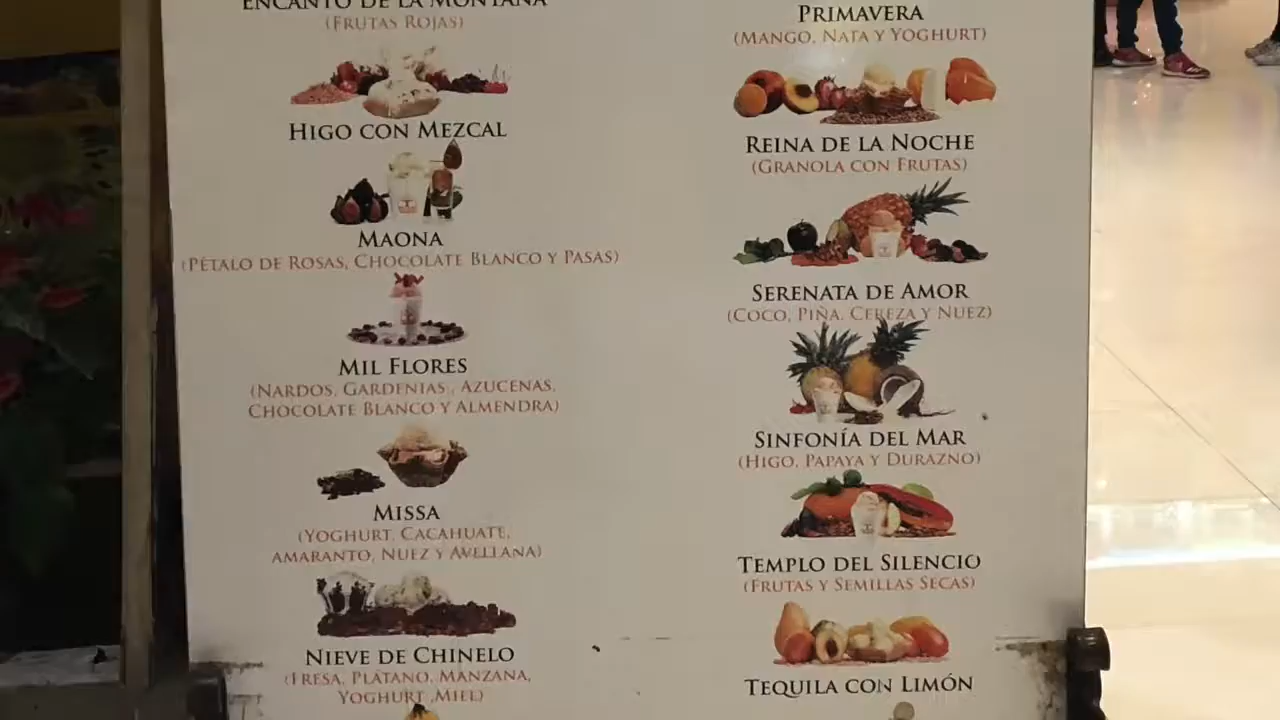 ENCANTO DE LA MONTAÑA
(FRUTAS ROJAS)
HIGO CON MEZCAL
MAONA
(PÉTALO DE ROSAS, CHOCOLATE BLANCO Y PASAS)
MIL FLORES
(NARDOS, GARDENIAS, AZUCENAS,
CHOCOLATE BLANCO Y ALMENDRA)
MISSA
(YOGHURT, CACAHUATE,
AMARANTO, NUEZ Y AVELLANA)
NIEVE DE CHINELO
(FRESA, PLÁTANO, MANZANA,
YOGHURT ,MIEL)
PRIMAVERA
(MANGO, NATA Y YOGHURT)
REINA DE LA NOCHE
(GRANOLA CON FRUTAS)
SERENATA DE AMOR
(COCO, PIÑA, CEREZA Y NUEZ)
SINFONÍA DEL MAR
(HIGO, PAPAYA Y DURAZNO)
TEMPLO DEL SILENCIO
(FRUTAS Y SEMILLAS SECAS)
TEQUILA CON LIMÓN